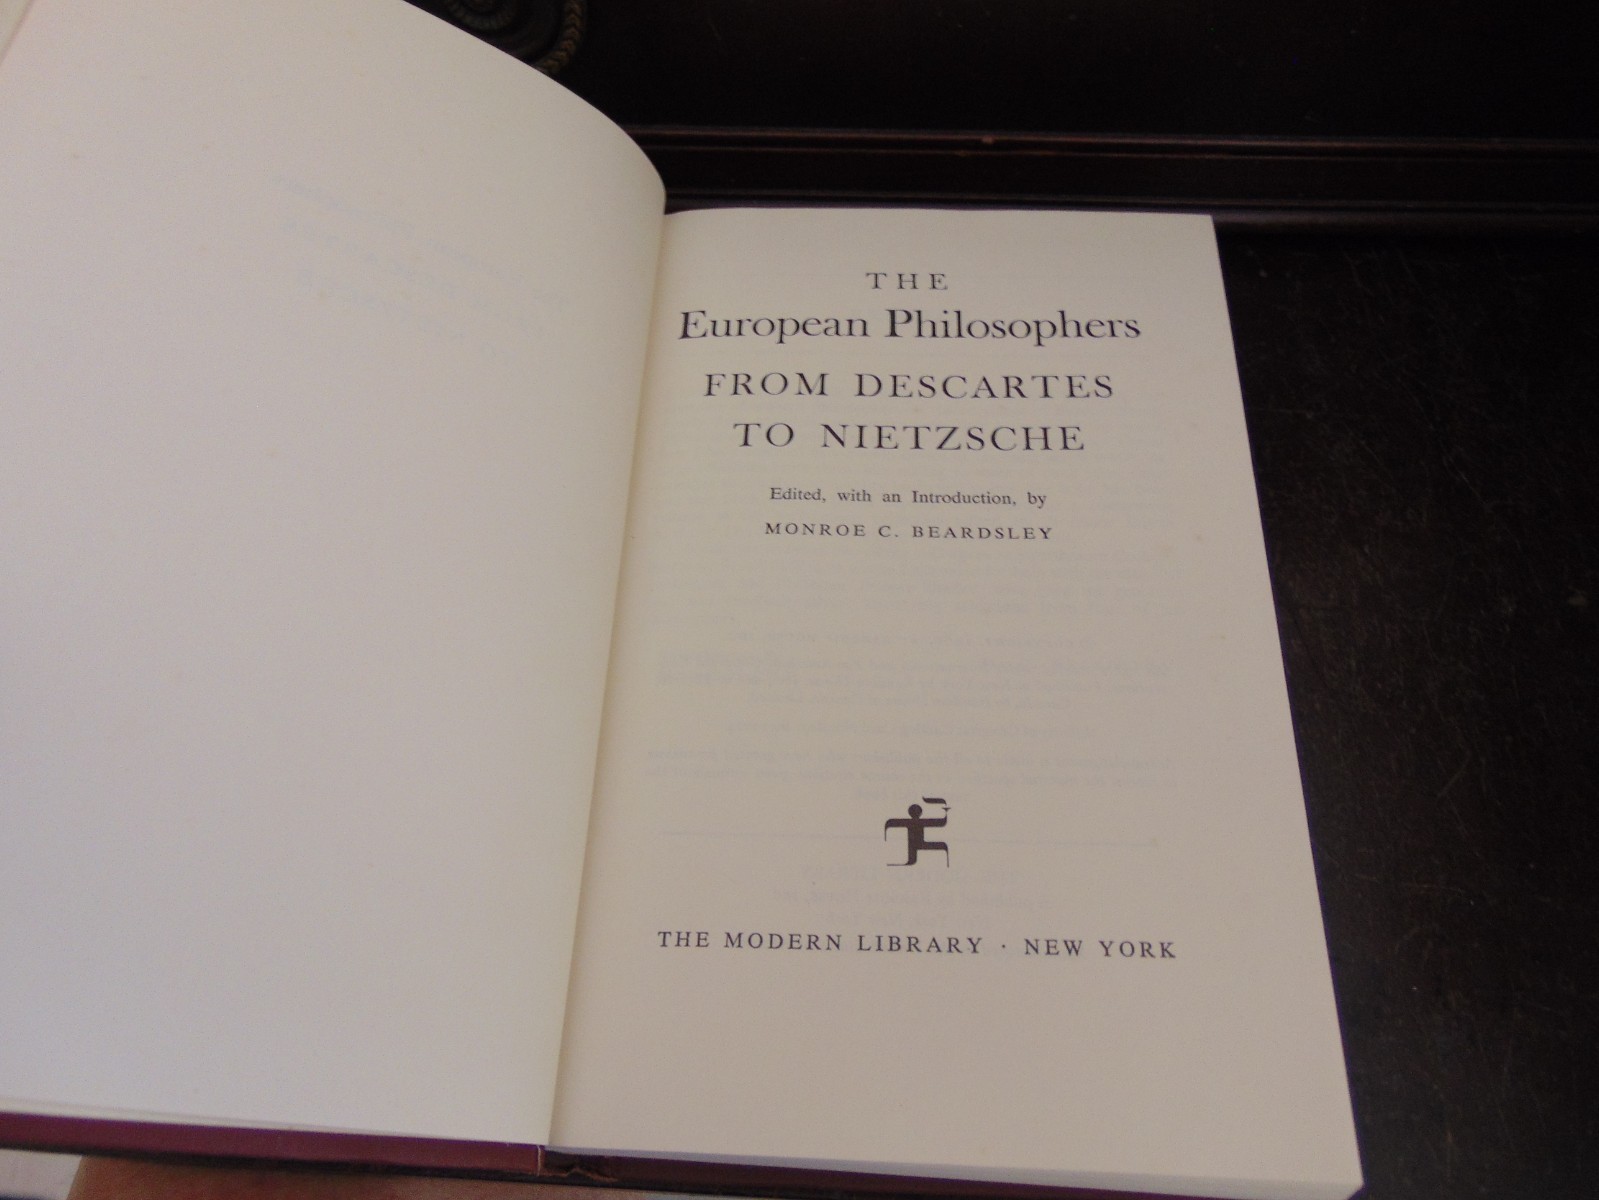 THE
European Philosophers
FROM DESCARTES
TO NIETZSCHE
Edited, with an Introduction, by
MONROE C. BEARDSLEY
THE MODERN LIBRARY · NEW YORK